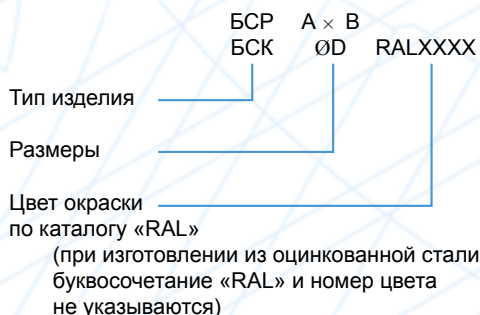 БСР A × B
БСК ØD RALXXXX
Тип изделия
Размеры
Цвет окраски
по каталогу «RAL»
(при изготовлении из оцинкованной стали
буквосочетание «RAL» и номер цвета
не указываются)